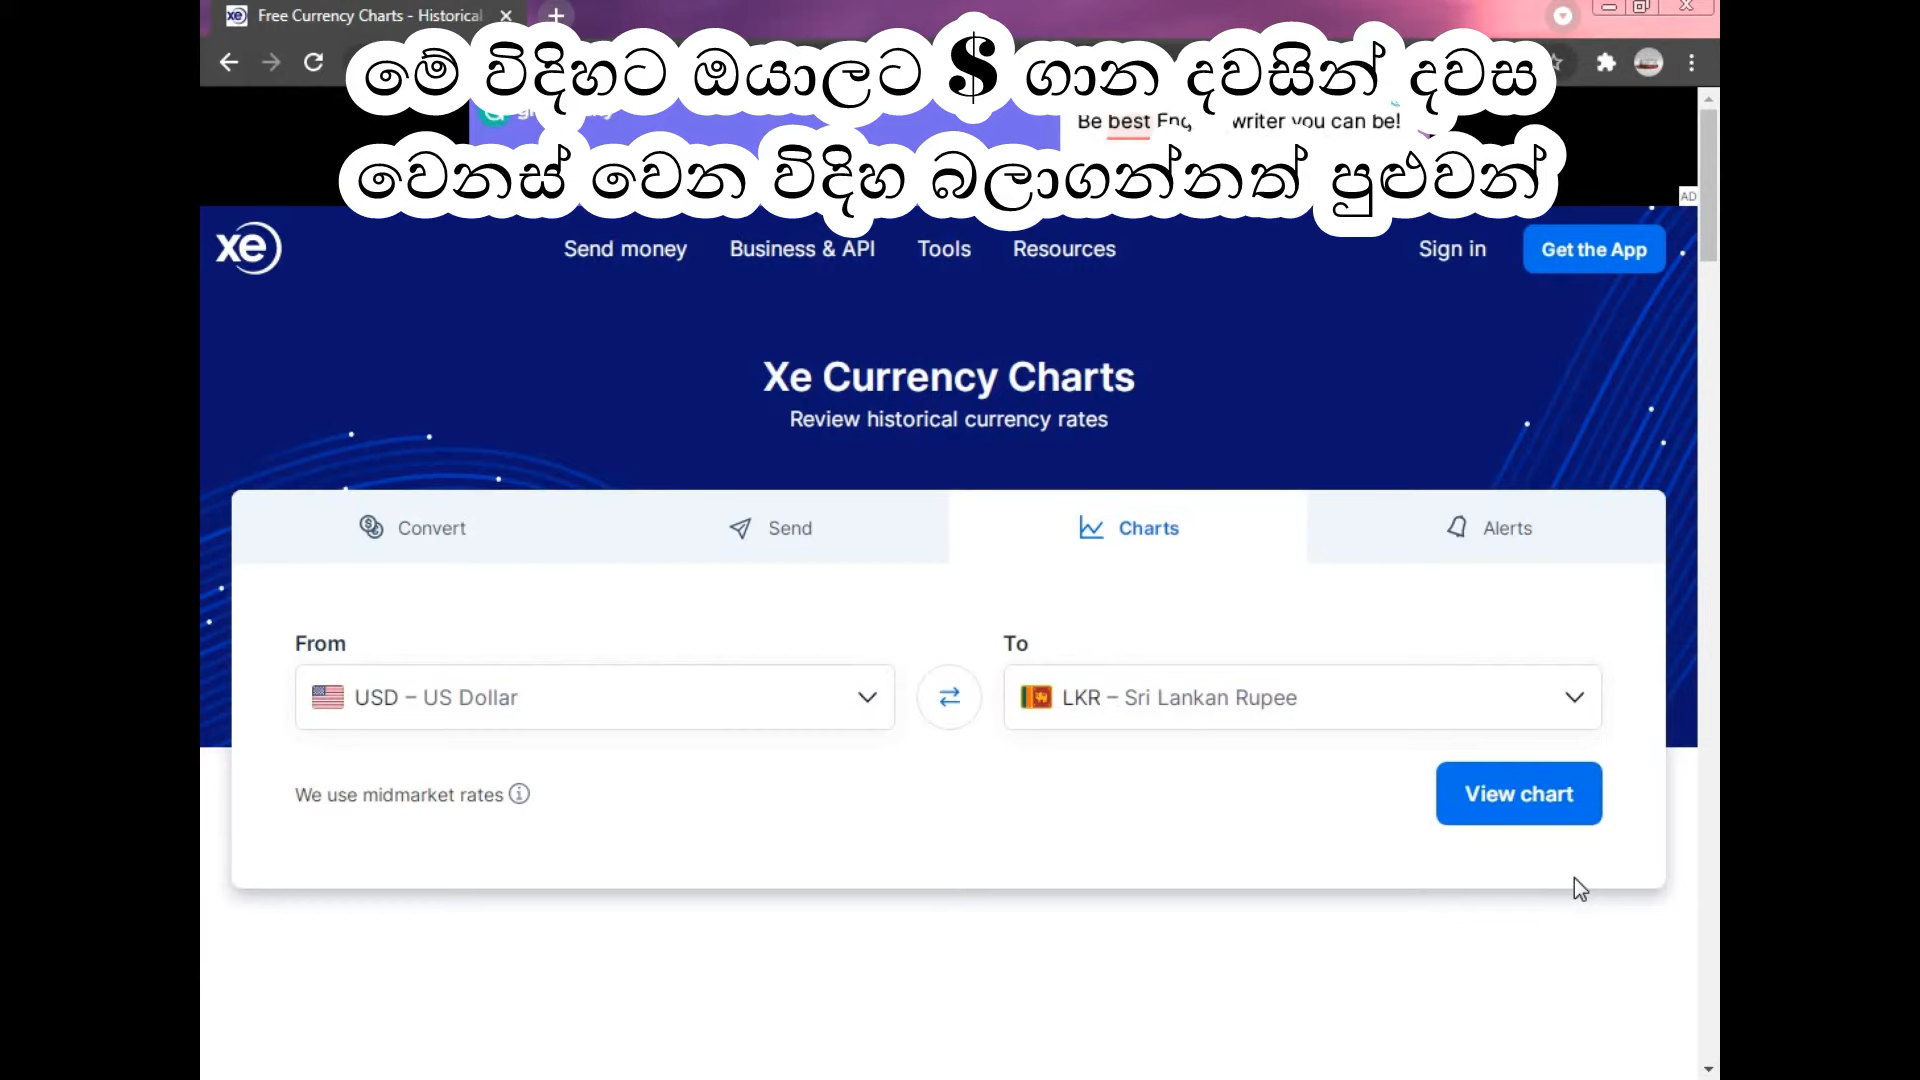 Free Currency Charts - Historical
මේ විදිහට ඔයාලට $ ගාන දවසින් දවස
Be best writer you can be!
වෙනස් වෙන විදිහ බලාගන්නත් පුළුවන්
AD
xe Send money Business & API Tools Resources Sign in Get the App
Xe Currency Charts
Review historical currency rates
Convert Send Charts Alerts
From To
USD – US Dollar LKR – Sri Lankan Rupee
We use midmarket rates View chart